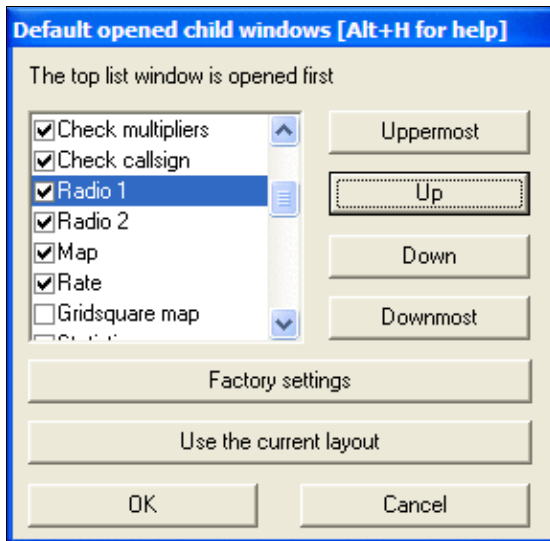 Default opened child windows [Alt+H for help]
The top list window is opened first
Check multipliers
Check callsign
Radio 1
Radio 2
Map
Rate
Gridsquare map
Uppermost
Up
Down
Downmost
Factory settings
Use the current layout
OK
Cancel